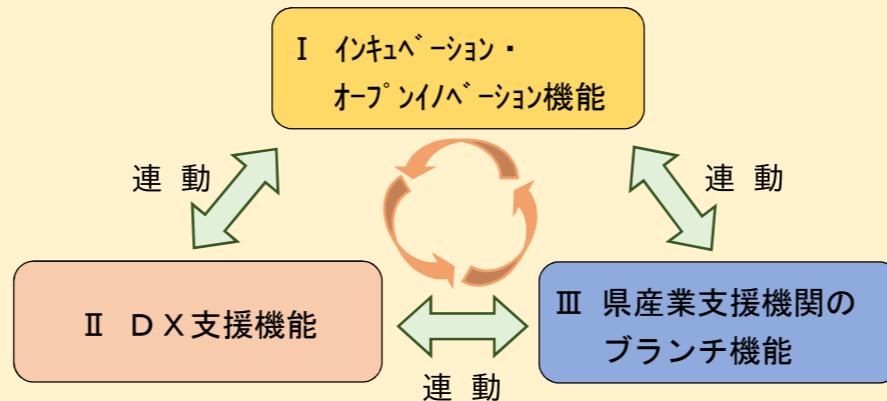 Ⅰ ｲﾝｷｭﾍﾞｰｼｮﾝ・
ｵｰﾌﾟﾝｲﾉﾍﾞｰｼｮﾝ機能
連 動
連 動
Ⅱ ＤＸ支援機能
Ⅲ 県産業支援機関の
ブランチ機能
連 動